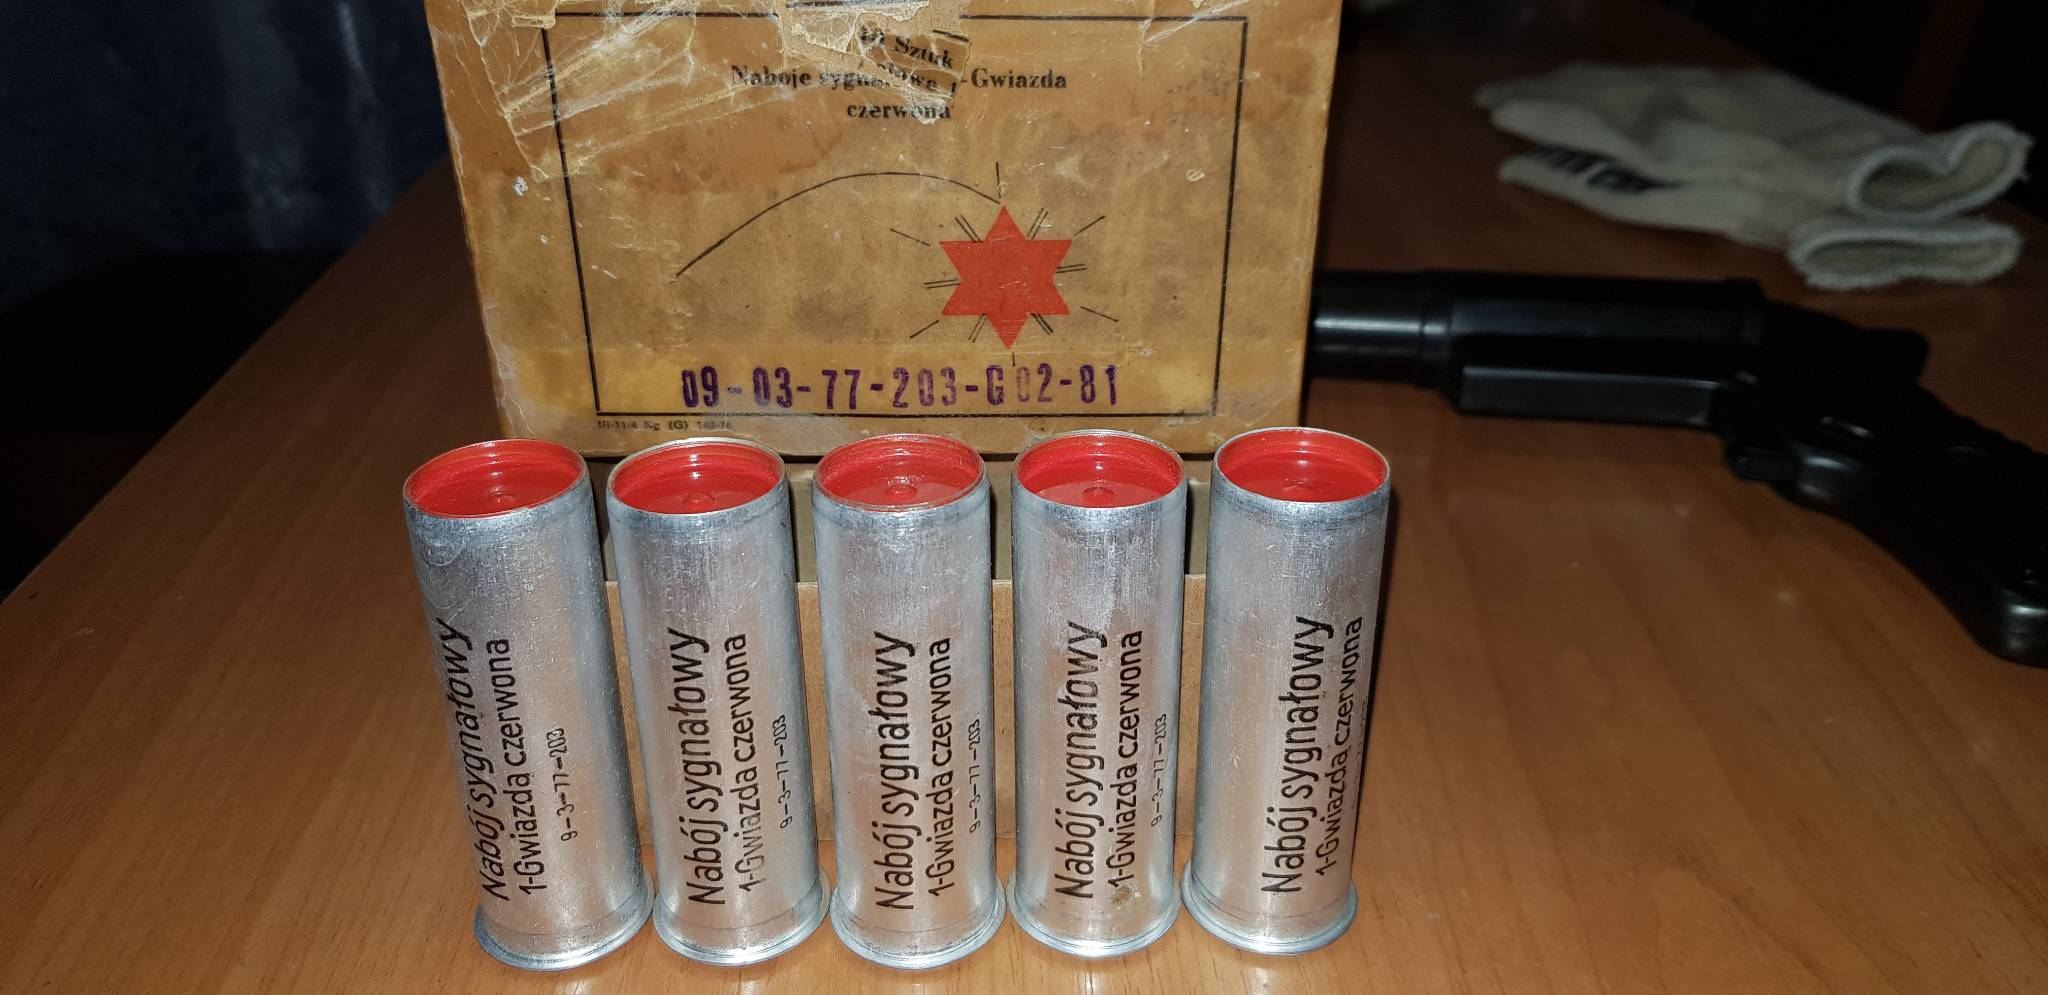 10 Sztuk
Naboje sygnałowe 1-Gwiazda
czerwona
09-03-77-203-G02-81
Kg (G)
Nabój sygnałowy
1-Gwiazda czerwona
9-3-77-203
Nabój sygnałowy
1-Gwiazda czerwona
9-3-77-203
Nabój sygnałowy
1-Gwiazda czerwona
9-3-77-203
Nabój sygnałowy
1-Gwiazda czerwona
9-3-77-203
Nabój sygnałowy
1-Gwiazda czerwona